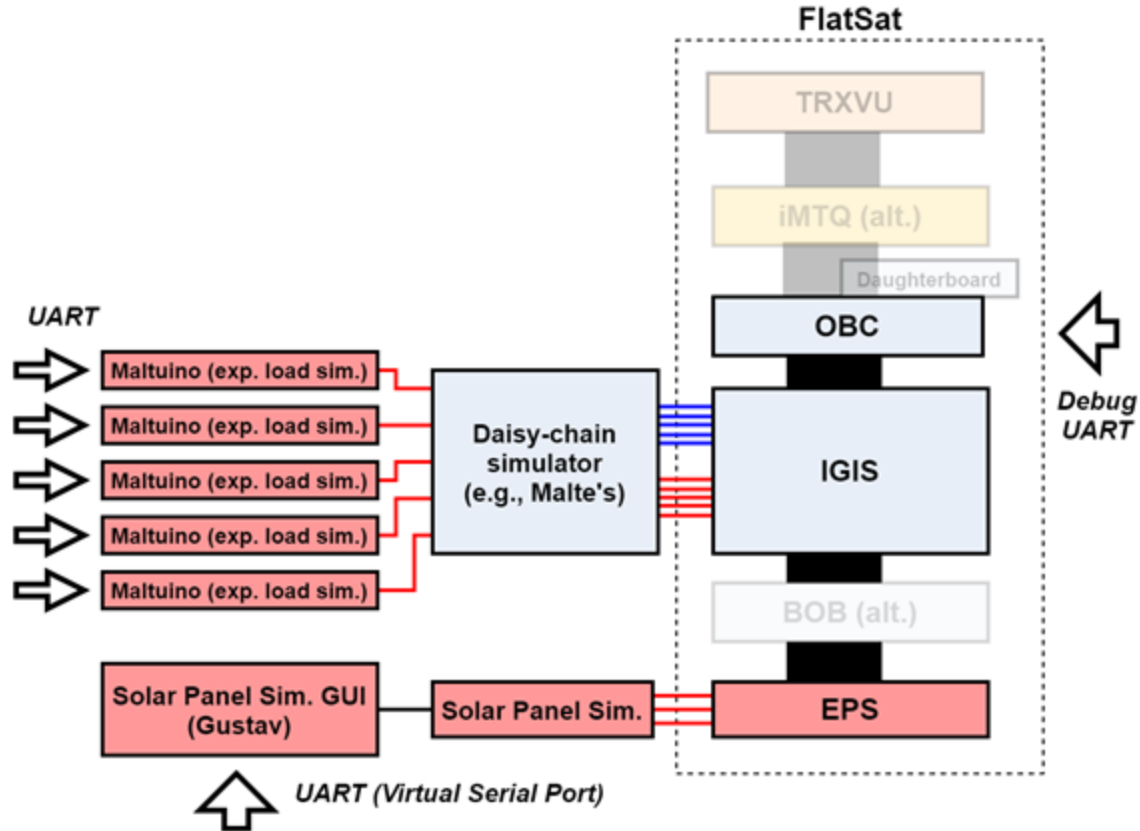 FlatSat
TRXVU
iMTQ (alt.)
Daughterboard
OBC
UART
Maltuino (exp. load sim.)
Maltuino (exp. load sim.)
Maltuino (exp. load sim.)
Maltuino (exp. load sim.)
Maltuino (exp. load sim.)
Daisy-chain
simulator
(e.g., Malte's)
IGIS
Debug
UART
BOB (alt.)
Solar Panel Sim. GUI
(Gustav)
Solar Panel Sim.
EPS
UART (Virtual Serial Port)